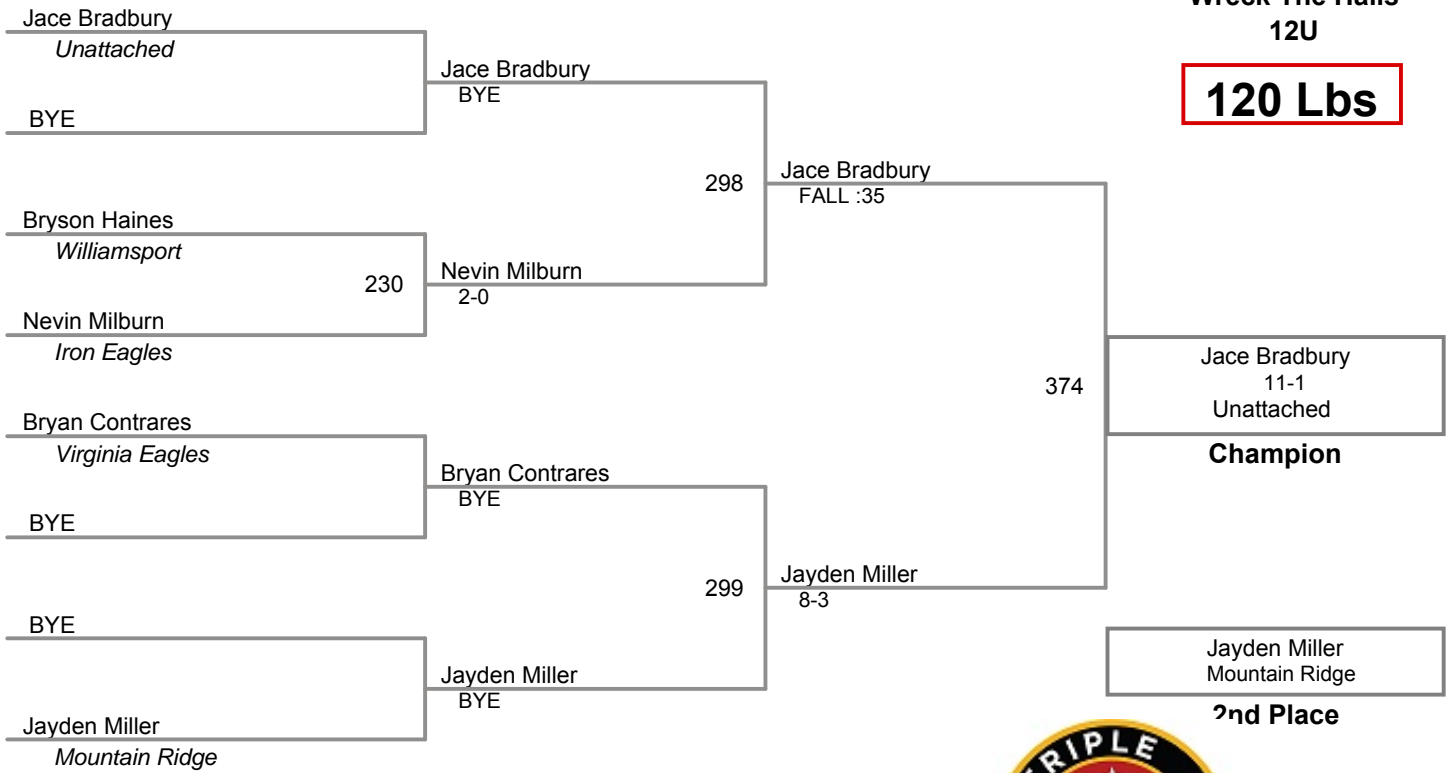 Wreck The Halls
12U
120 Lbs
Jace Bradbury
Unattached
BYE
Bryson Haines
Williamsport
230
Nevin Milburn
Iron Eagles
Bryan Contrares
Virginia Eagles
BYE
BYE
Jayden Miller
Mountain Ridge
Jace Bradbury
BYE
298
Nevin Milburn
2-0
Bryan Contrares
BYE
299
Jayden Miller
BYE
Jace Bradbury
FALL :35
374
Jayden Miller
8-3
Jace Bradbury
11-1
Unattached
Champion
Jayden Miller
Mountain Ridge
2nd Place